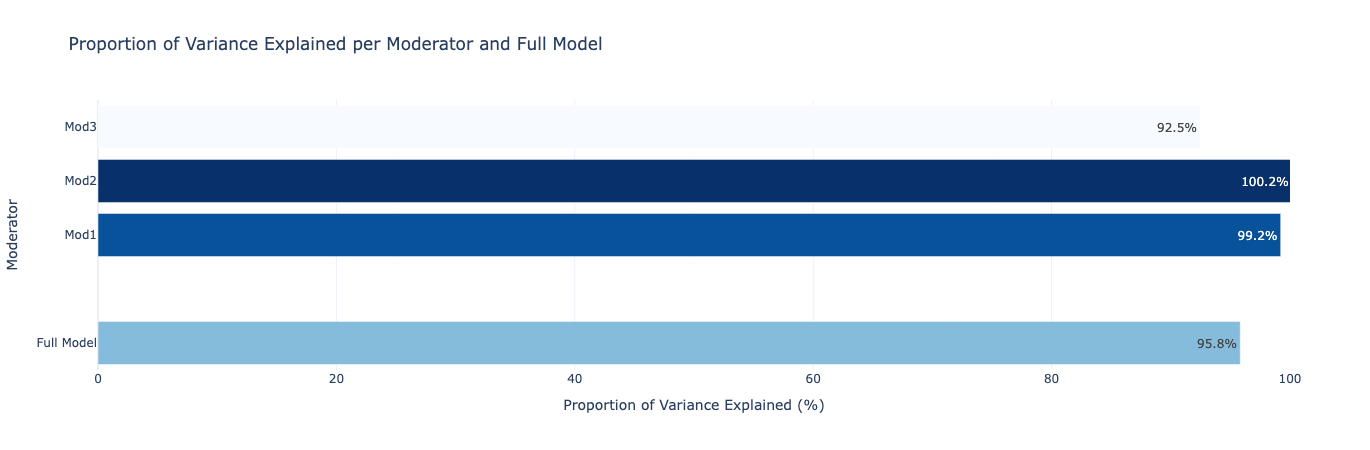 Proportion of Variance Explained per Moderator and Full Model
Moderator
Mod3
92.5%
Mod2
100.2%
Mod1
99.2%
Full Model
95.8%
0 20 40 60 80 100
Proportion of Variance Explained (%)